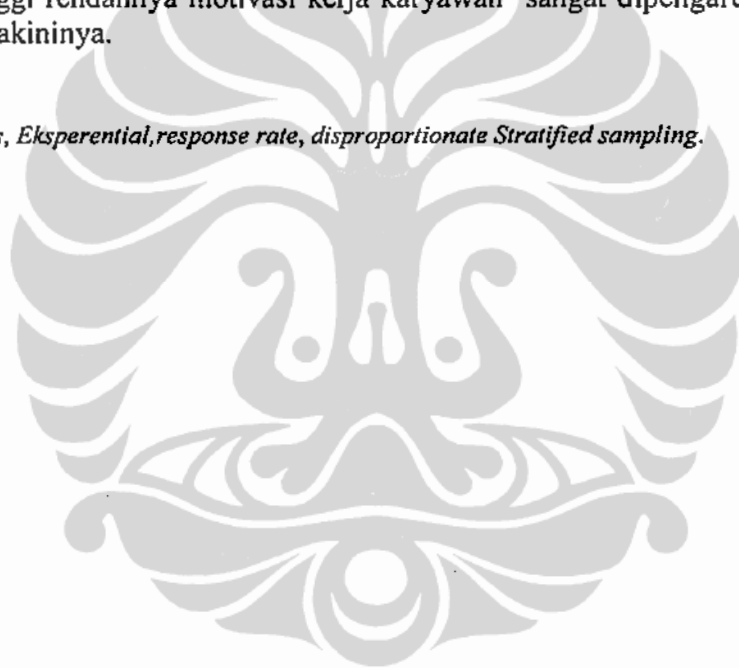 ggi rendahnya motivasi kerja karyawan sangat dipengaru
akininya.
s, Eksperential,response rate, disproportionate Stratified sampling.